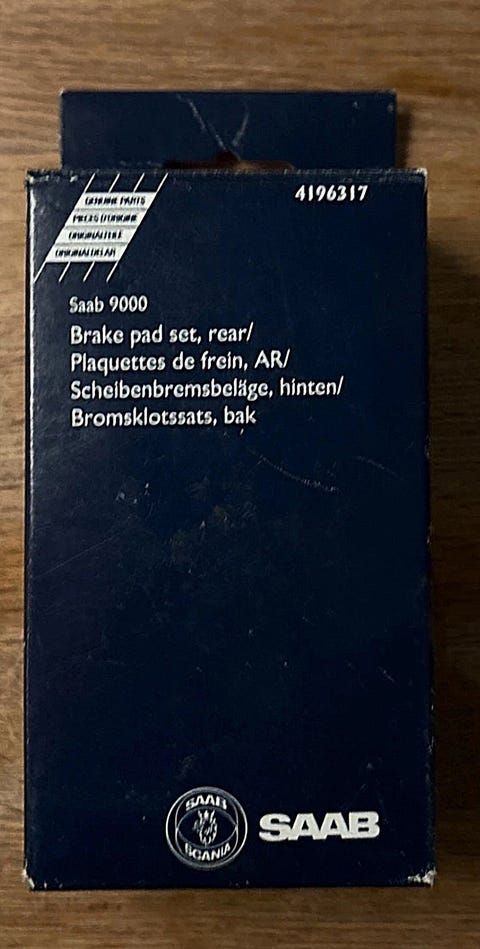 4196317
GENUINE PARTS
PIECES D'ORIGINE
ORIGINALTEILE
ORIGINALDELAR
Saab 9000
Brake pad set, rear/
Plaquettes de frein, AR/
Scheibenbremsbeläge, hinten/
Bromsklotssats, bak
SAAB
SCANIA
SAAB